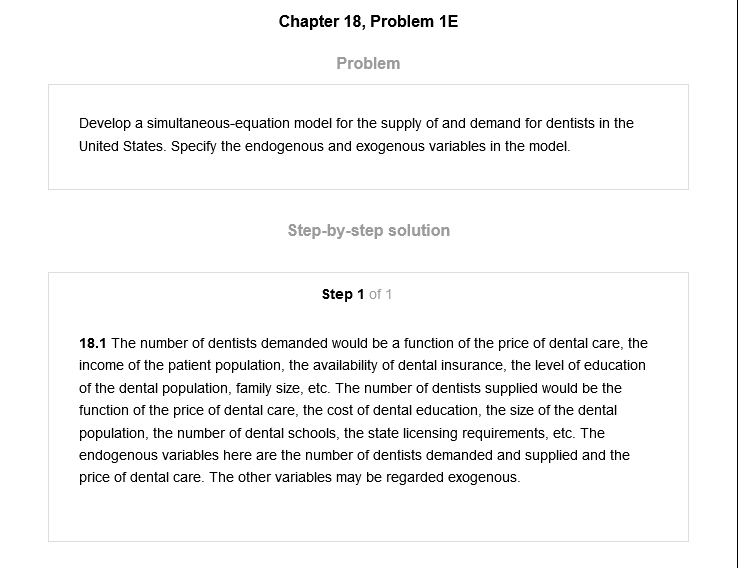 Chapter 18, Problem 1E
Problem
Develop a simultaneous-equation model for the supply of and demand for dentists in the
United States. Specify the endogenous and exogenous variables in the model.
Step-by-step solution
Step 1 of 1
18.1 The number of dentists demanded would be a function of the price of dental care, the
income of the patient population, the availability of dental insurance, the level of education
of the dental population, family size, etc. The number of dentists supplied would be the
function of the price of dental care, the cost of dental education, the size of the dental
population, the number of dental schools, the state licensing requirements, etc. The
endogenous variables here are the number of dentists demanded and supplied and the
price of dental care. The other variables may be regarded exogenous.